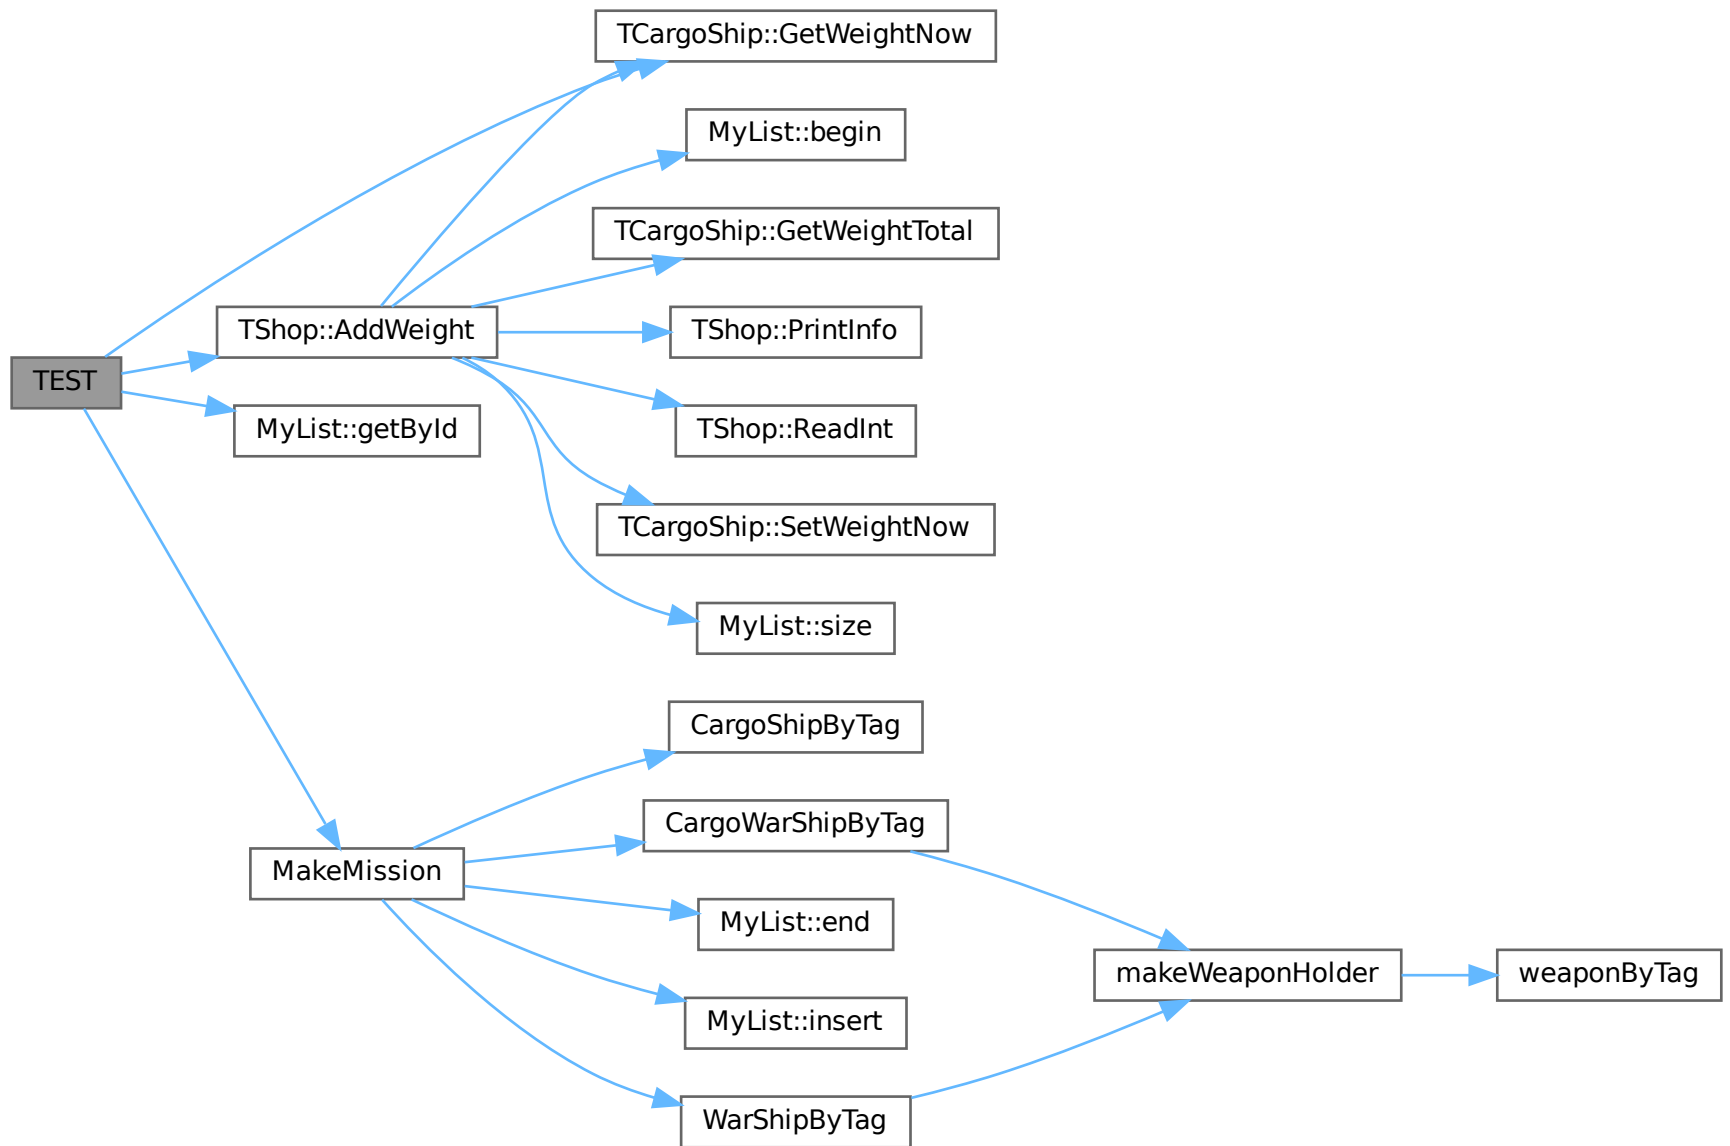 TCargoShip::GetWeightNow
MyList::begin
TCargoShip::GetWeightTotal
TShop::AddWeight
TShop::PrintInfo
TEST
MyList::getById
TShop::ReadInt
TCargoShip::SetWeightNow
MyList::size
CargoShipByTag
CargoWarShipByTag
MakeMission
MyList::end
makeWeaponHolder
weaponByTag
MyList::insert
WarShipByTag